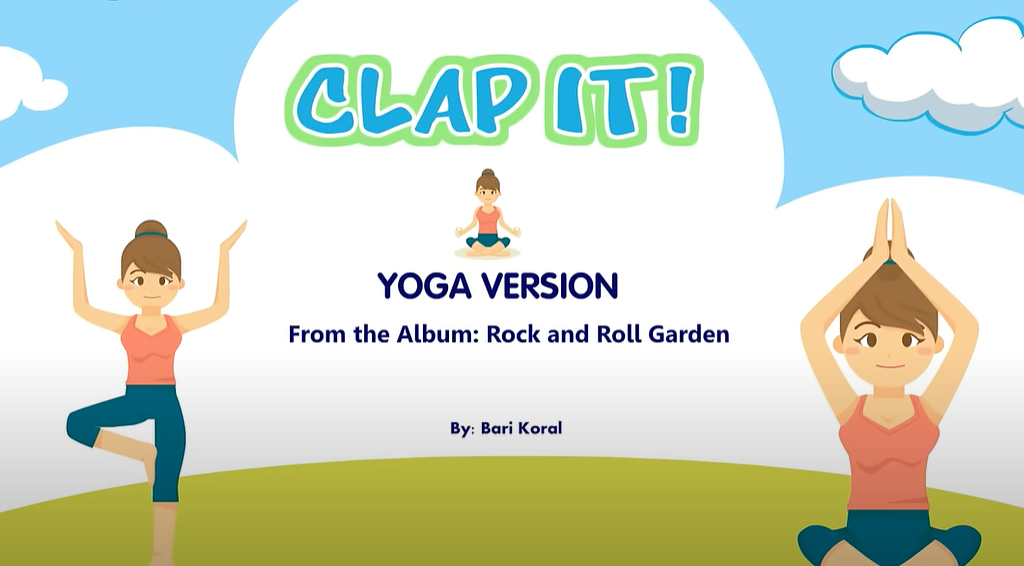 CLAP IT!
YOGA VERSION
From the Album: Rock and Roll Garden
By: Bari Koral